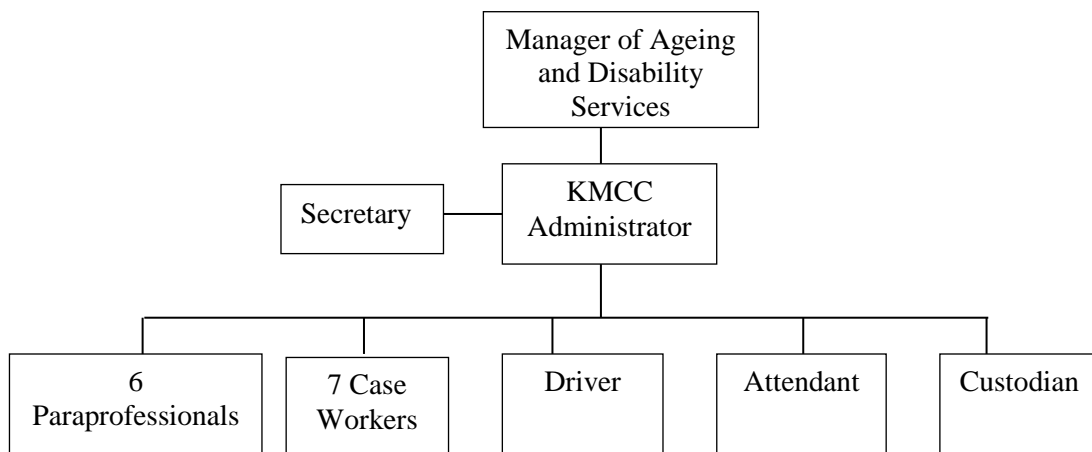 Manager of Ageing
and Disability
Services
KMCC
Administrator
Secretary
6
Paraprofessionals
7 Case
Workers
Driver
Attendant
Custodian